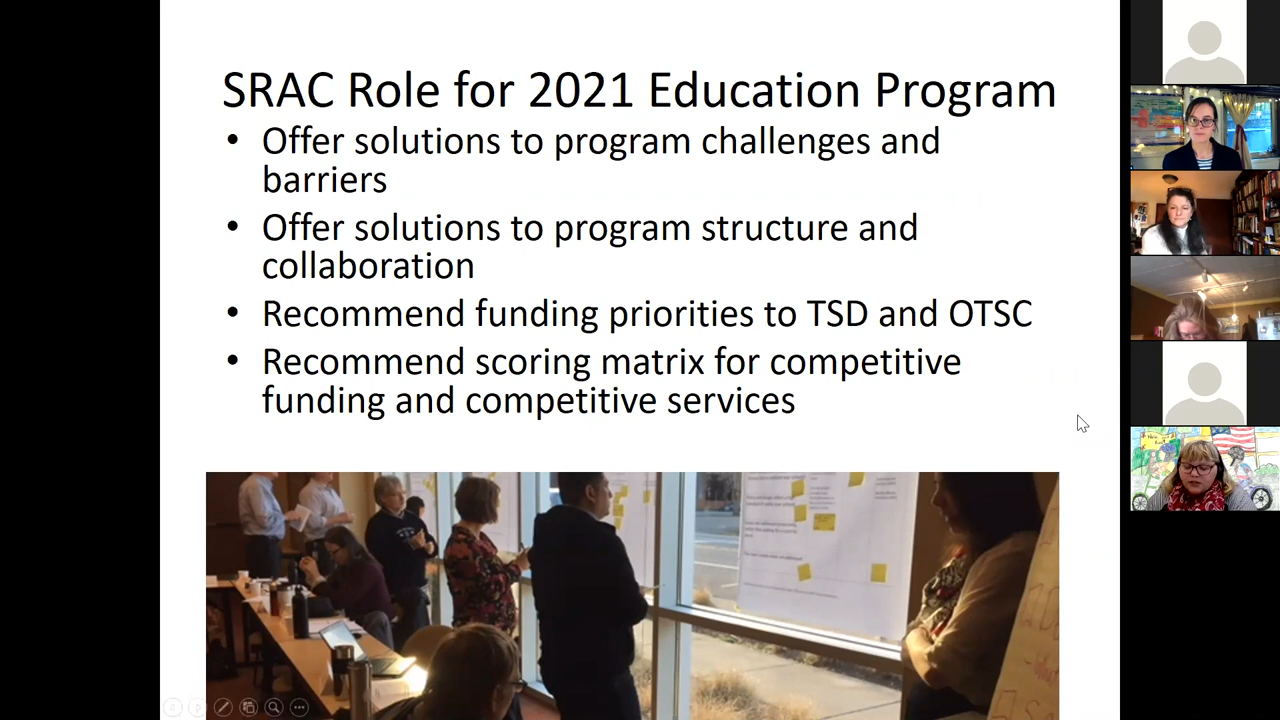 SRAC Role for 2021 Education Program
• Offer solutions to program challenges and
barriers
• Offer solutions to program structure and
collaboration
• Recommend funding priorities to TSD and OTSC
• Recommend scoring matrix for competitive
funding and competitive services